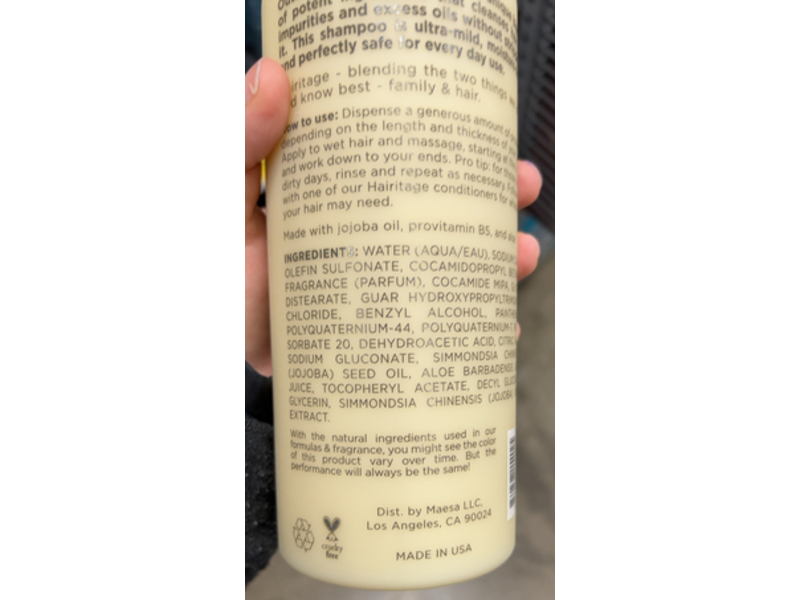 of potent that cleanses
impurities and excess oils without
it. This shampoo is ultra-mild,
and perfectly safe for every day use.
Hairitage - blending the two things we
know best - family & hair.
How to use: Dispense a generous amount of
depending on the length and thickness of
Apply to wet hair and massage, starting at
and work down to your ends. Pro tip: for
dirty days, rinse and repeat as necessary.
with one of our Hairitage conditioners for
your hair may need.
Made with jojoba oil, provitamin B5, and
INGREDIENTS: WATER (AQUA/EAU),
OLEFIN SULFONATE, COCAMIDOPROPYL
FRAGRANCE (PARFUM), COCAMIDE MIPA,
DISTEARATE, GUAR
CHLORIDE, BENZYL ALCOHOL,
POLYQUATERNIUM-44,
SORBATE 20, DEHYDROACETIC ACID,
SODIUM GLUCONATE, SIMMONDSIA
(JOJOBA) SEED OIL, ALOE
JUICE, TOCOPHERYL ACETATE, DECYL
GLYCERIN, SIMMONDSIA CHINENSIS (JOJOBA
EXTRACT.
With the natural ingredients used in our
formulas & fragrance, you might see the color
of this product vary over time. But the
performance will always be the same!
Dist. by Maesa LLC,
Los Angeles, CA 90024
cruelty
free
MADE IN USA